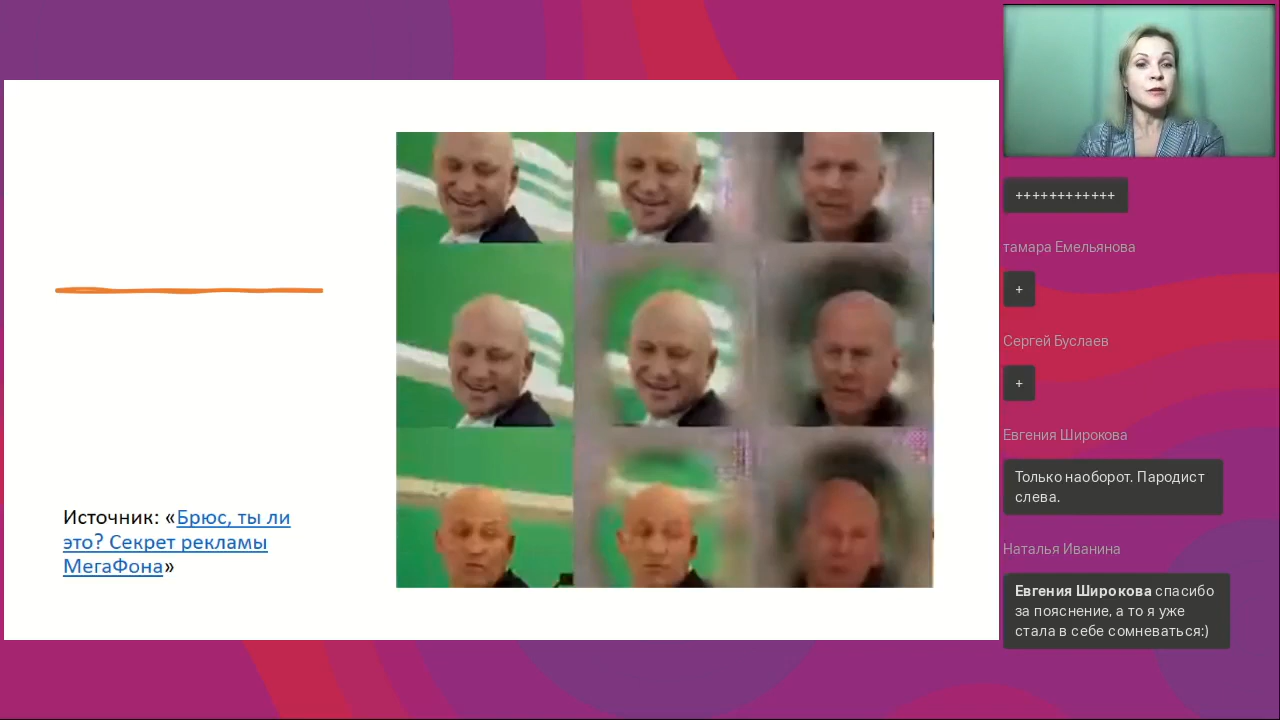 Источник: «Брюс, ты ли
это? Секрет рекламы
МегаФона»
++++++++++++
тамара Емельянова
+
Сергей Буслаев
+
Евгения Широкова
Только наоборот. Пародист
слева.
Наталья Иванина
Евгения Широкова спасибо
за пояснение, а то я уже
стала в себе сомневаться:)